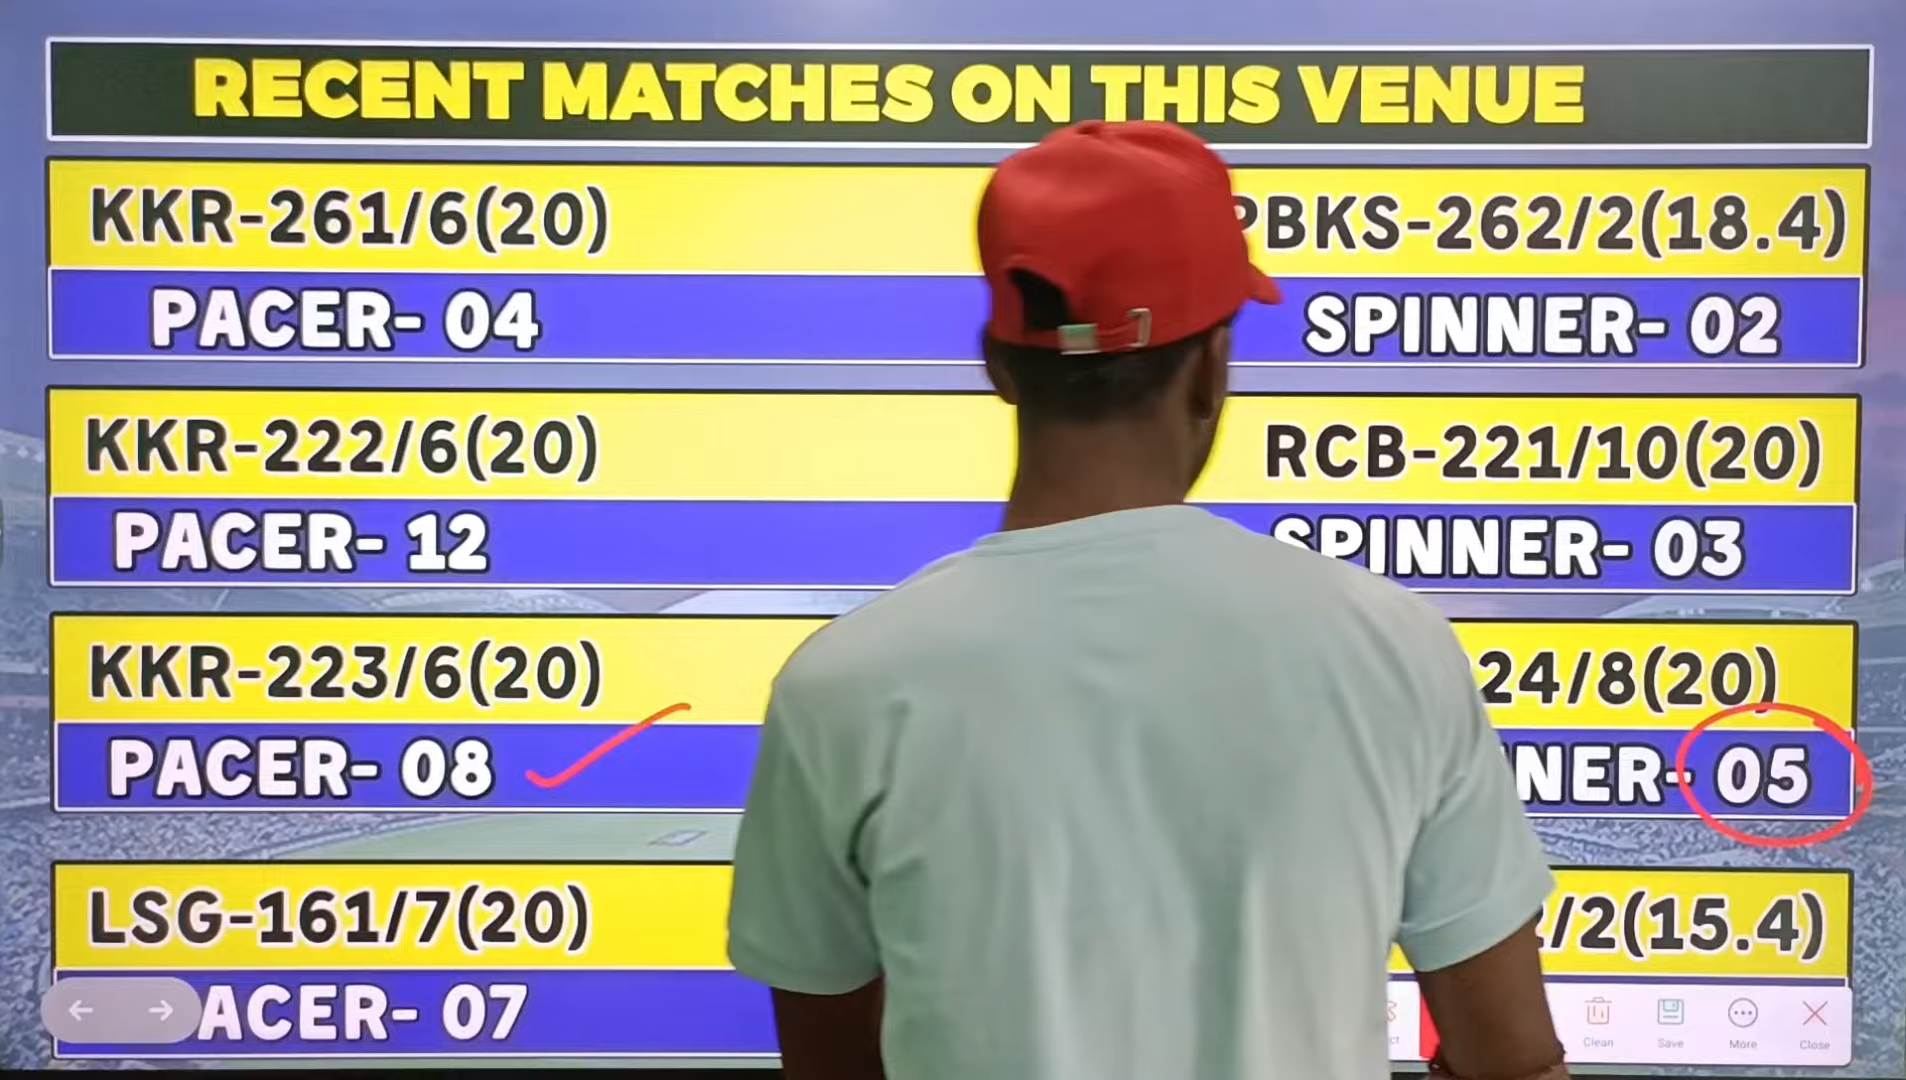 RECENT MATCHES ON THIS VENUE
KKR-261/6(20) PBKS-262/2(18.4)
PACER- 04 SPINNER- 02
KKR-222/6(20) RCB-221/10(20)
PACER- 12 SPINNER- 03
KKR-223/6(20) 24/8(20)
PACER- 08 NER- 05
LSG-161/7(20) /2(15.4)
ACER- 07
Clean Save More Close